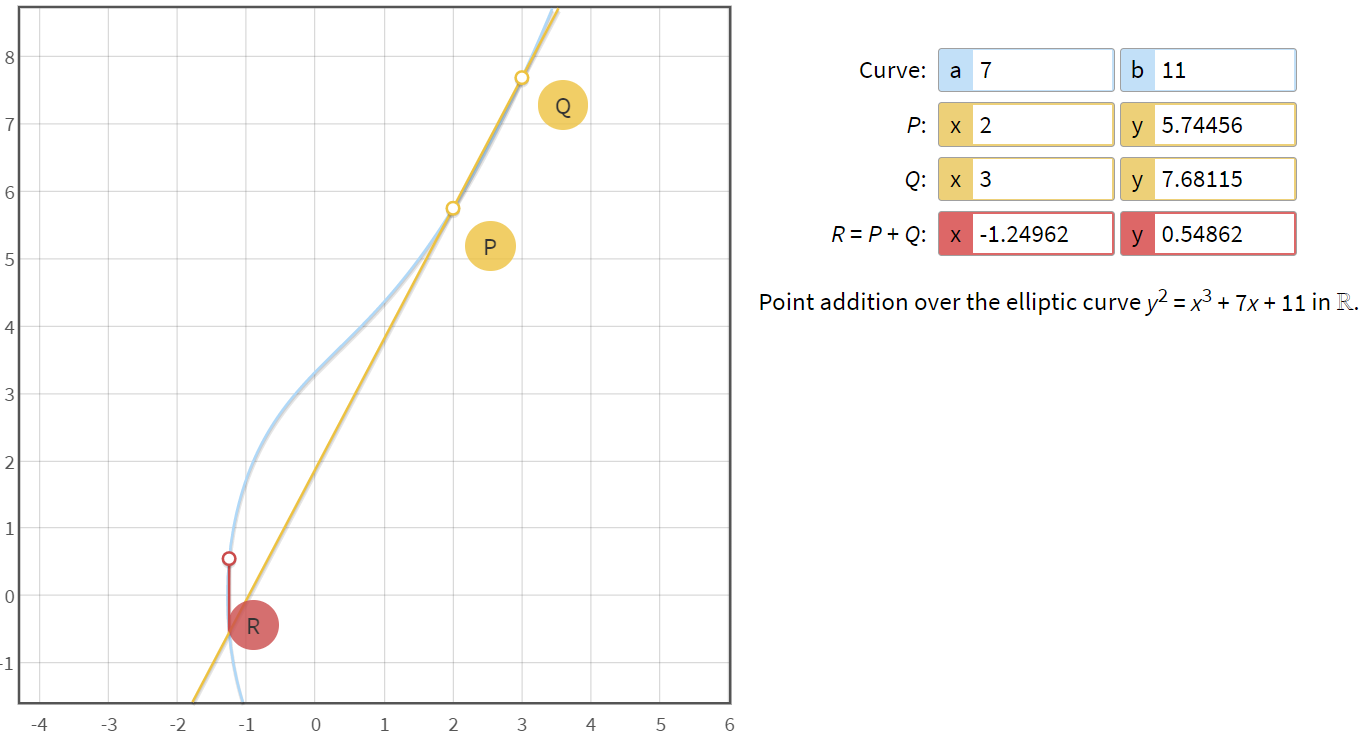 8
7
6
5
4
3
2
1
0
-1
-4 -3 -2 -1 0 1 2 3 4 5 6
Q
P
R
Curve: a 7 b 11
P: x 2 y 5.74456
Q: x 3 y 7.68115
R = P + Q: x -1.24962 y 0.54862
Point addition over the elliptic curve y² = x³ + 7x + 11 in ℝ.